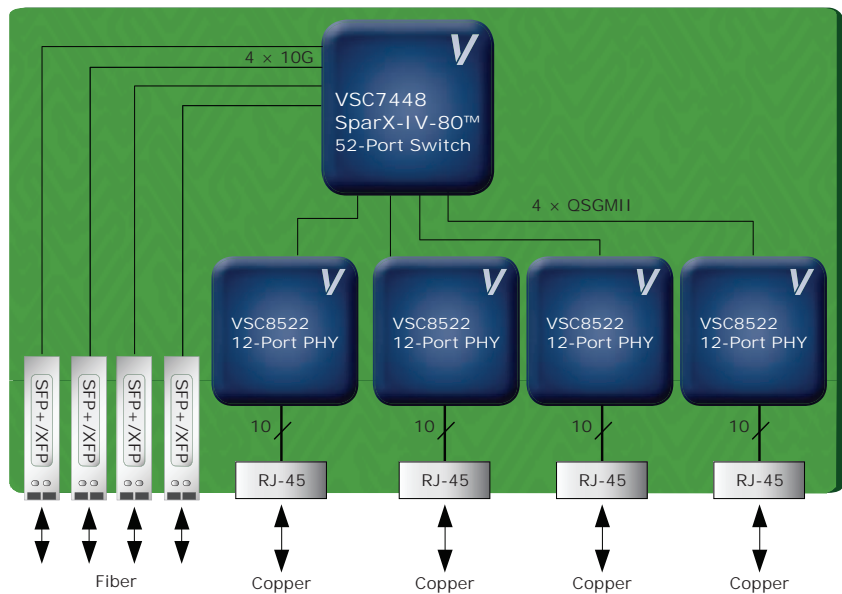 V
4 × 10G
VSC7448
SparX-IV-80™
52-Port Switch
4 × QSGMII
V
V
V
V
VSC8522
12-Port PHY
VSC8522
12-Port PHY
VSC8522
12-Port PHY
VSC8522
12-Port PHY
SFP+/XFP
SFP+/XFP
SFP+/XFP
SFP+/XFP
10
10
10
10
RJ-45
RJ-45
RJ-45
RJ-45
Fiber
Copper
Copper
Copper
Copper